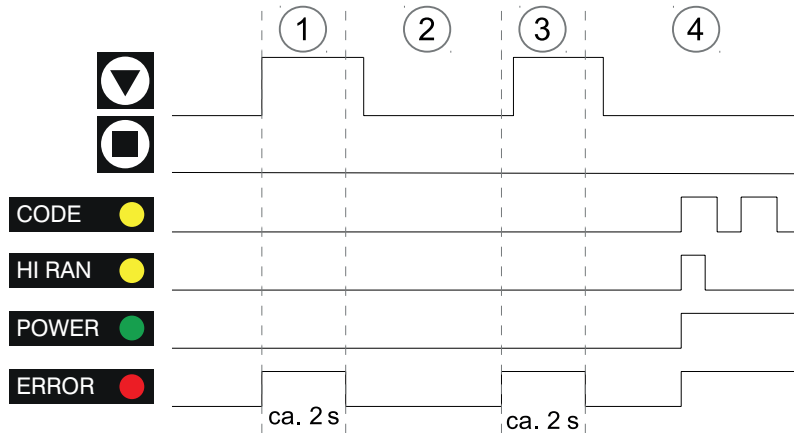 1 2 3 4
CODE
HI RAN
POWER
ERROR
ca. 2 s ca. 2 s